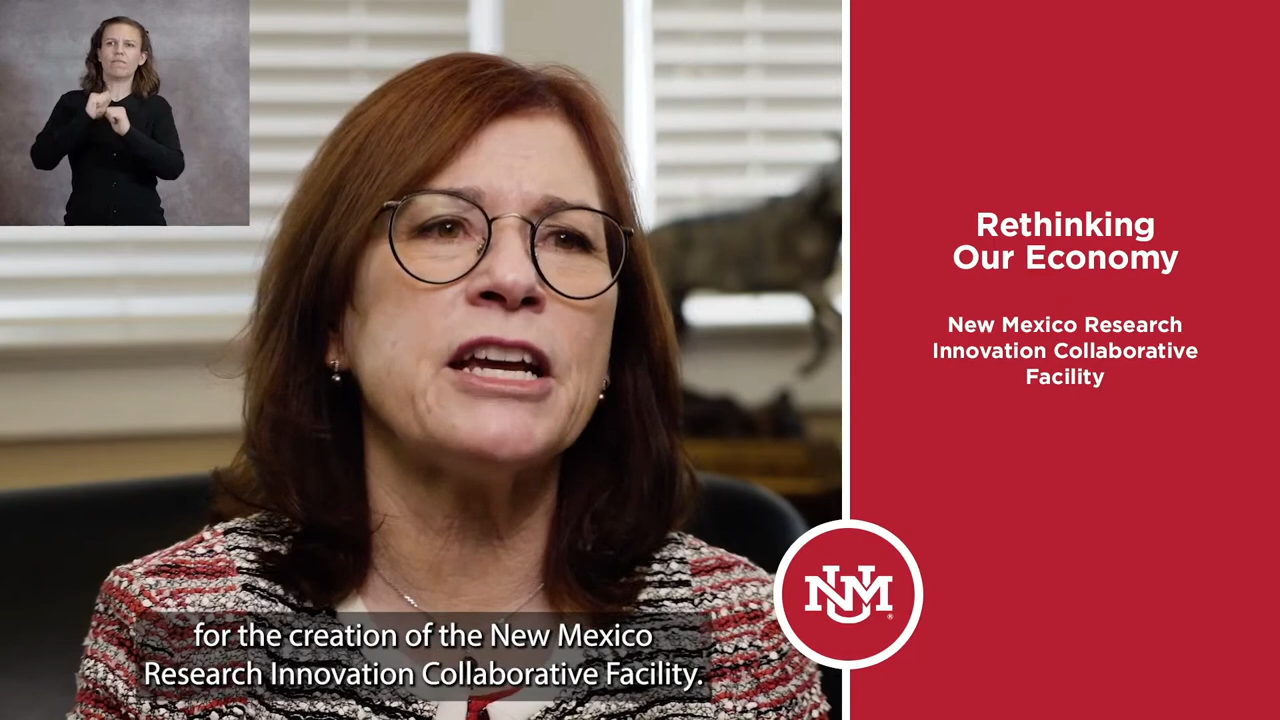 Rethinking
Our Economy
New Mexico Research
Innovation Collaborative
Facility
UNM
®
for the creation of the New Mexico
Research Innovation Collaborative Facility.